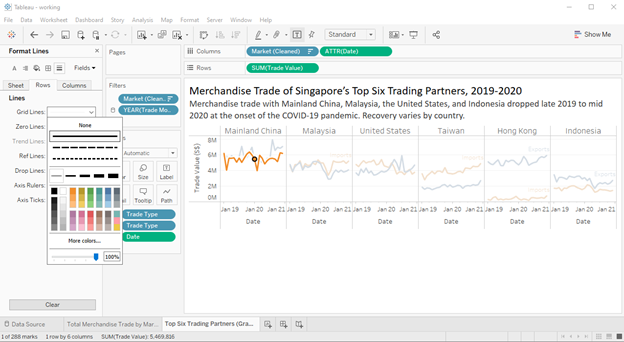 Tableau - working
File Data Worksheet Dashboard Story Analysis Map Format Server Window Help
Standard
Show Me
Format Lines
Fields
Sheet Rows Columns
Lines
Grid Lines:
Zero Lines:
Trend Lines:
Ref Lines:
Drop Lines:
Axis Rulers:
Axis Ticks:
None
More colors...
100%
Clear
Pages
Filters
Market (Clean..
YEAR(Trade Mo..
Automatic
Size Label
Tooltip Path
Trade Type
Trade Type
Date
Columns Market (Cleaned) ATTR(Date)
Rows SUM(Trade Value)
Merchandise Trade of Singapore's Top Six Trading Partners, 2019-2020
Merchandise trade with Mainland China, Malaysia, the United States, and Indonesia dropped late 2019 to mid
2020 at the onset of the COVID-19 pandemic. Recovery varies by country.
Mainland China Malaysia United States Taiwan Hong Kong Indonesia
Trade Value (S$)
8M
6M
4M
2M
0M
Jan 19 Jan 20 Jan 21 Jan 19 Jan 20 Jan 21 Jan 19 Jan 20 Jan 21 Jan 19 Jan 20 Jan 21 Jan 19 Jan 20 Jan 21 Jan 19 Jan 20 Jan 21
Date Date Date Date Date Date
Data Source Total Merchandise Trade by Mar... Top Six Trading Partners (Gra...
1 of 288 marks 1 row by 6 columns SUM(Trade Value): 5,469,816